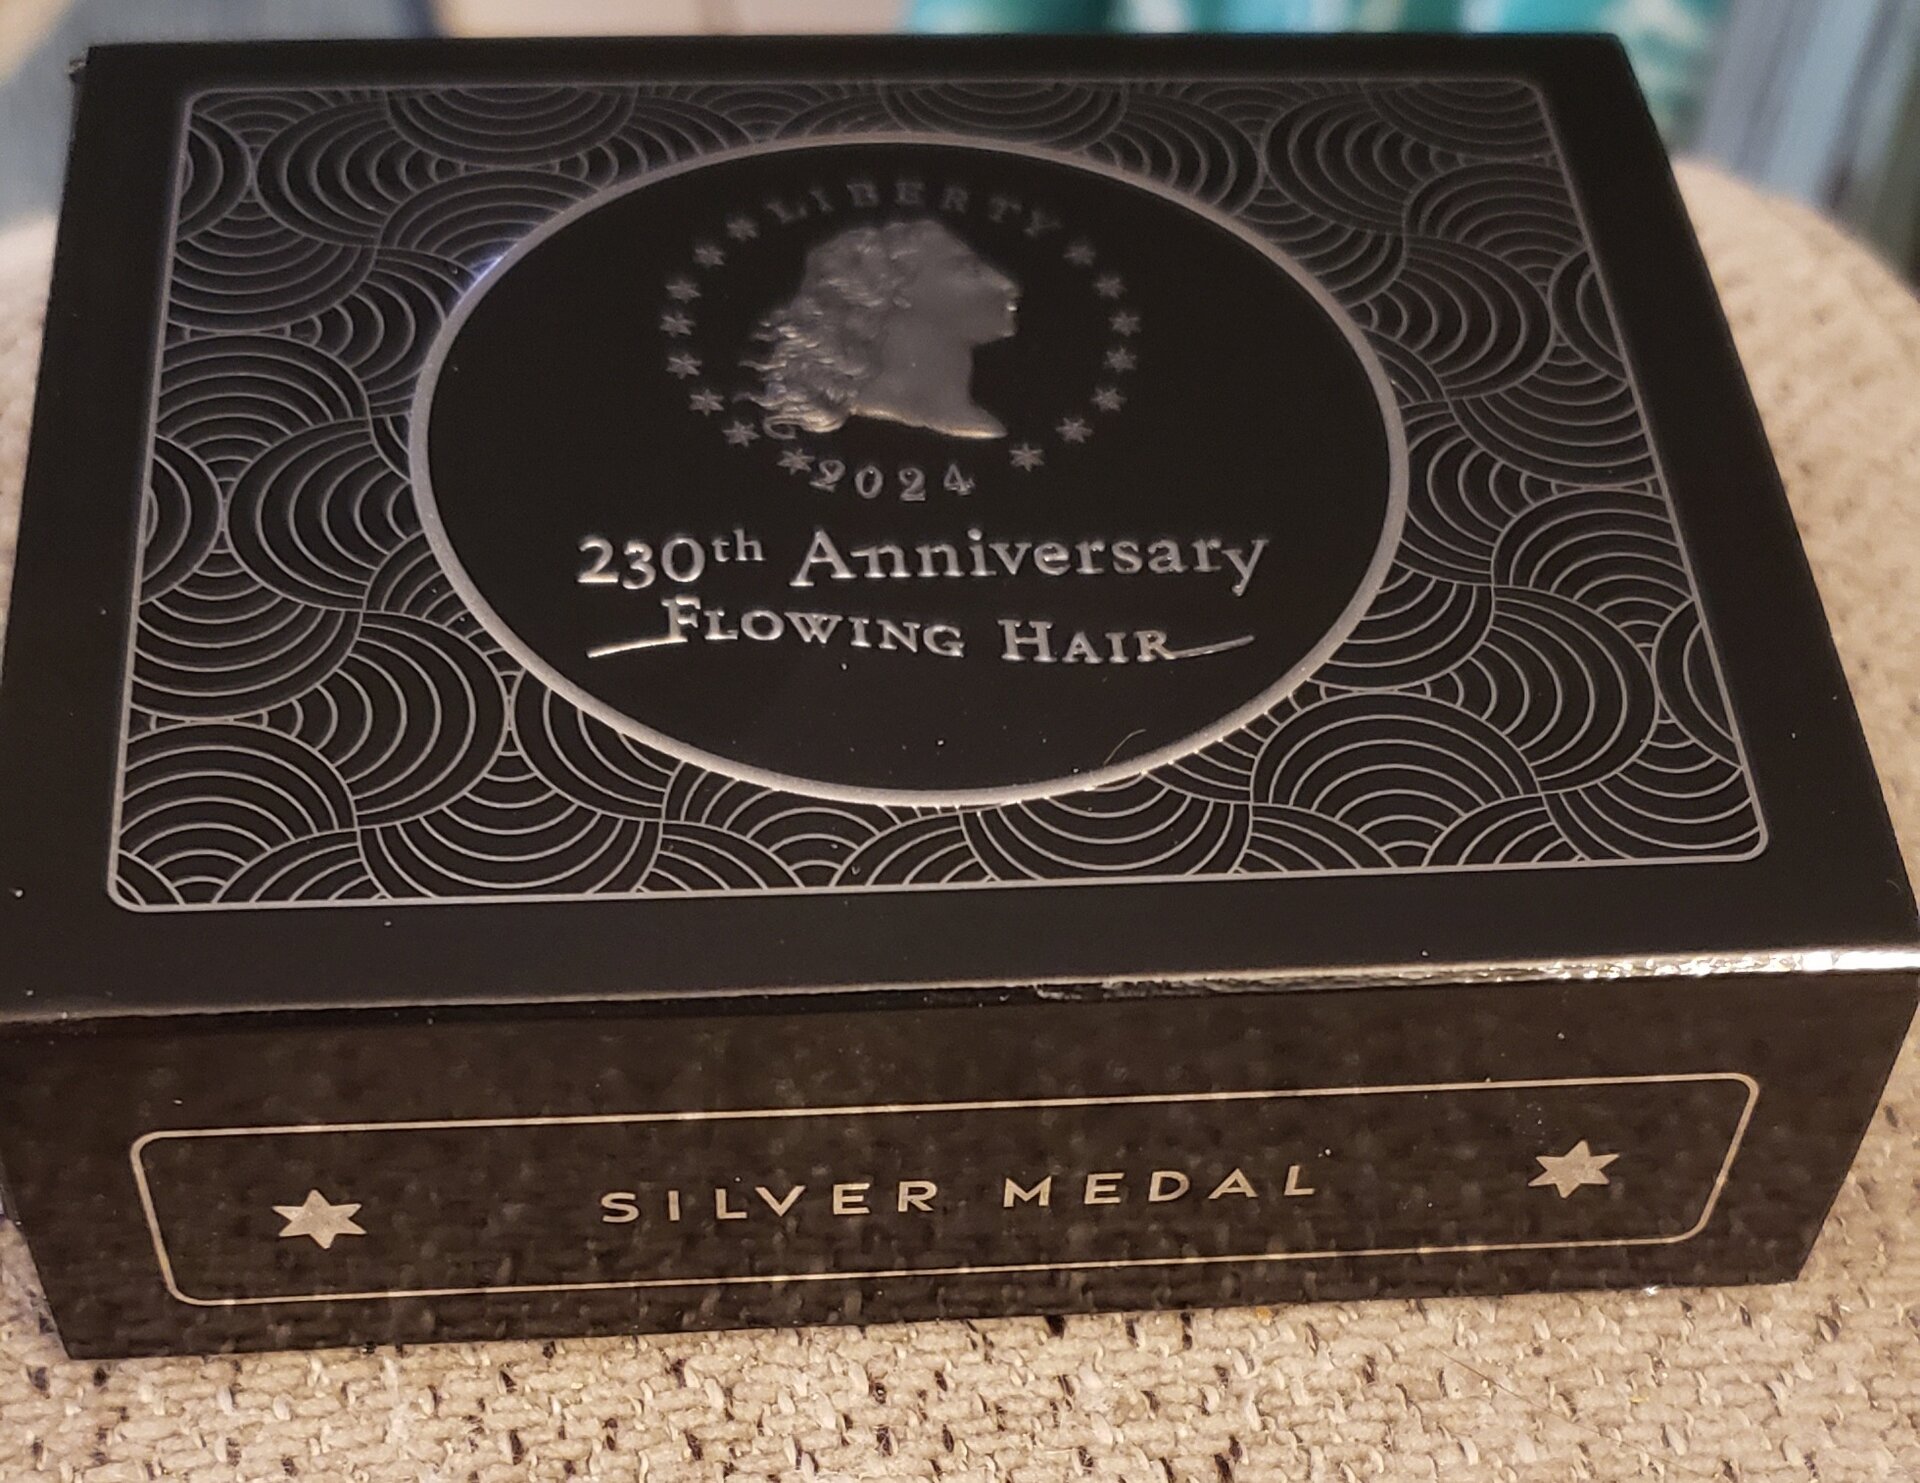 LIBERTY
2024
230th Anniversary
FLOWING HAIR
SILVER MEDAL